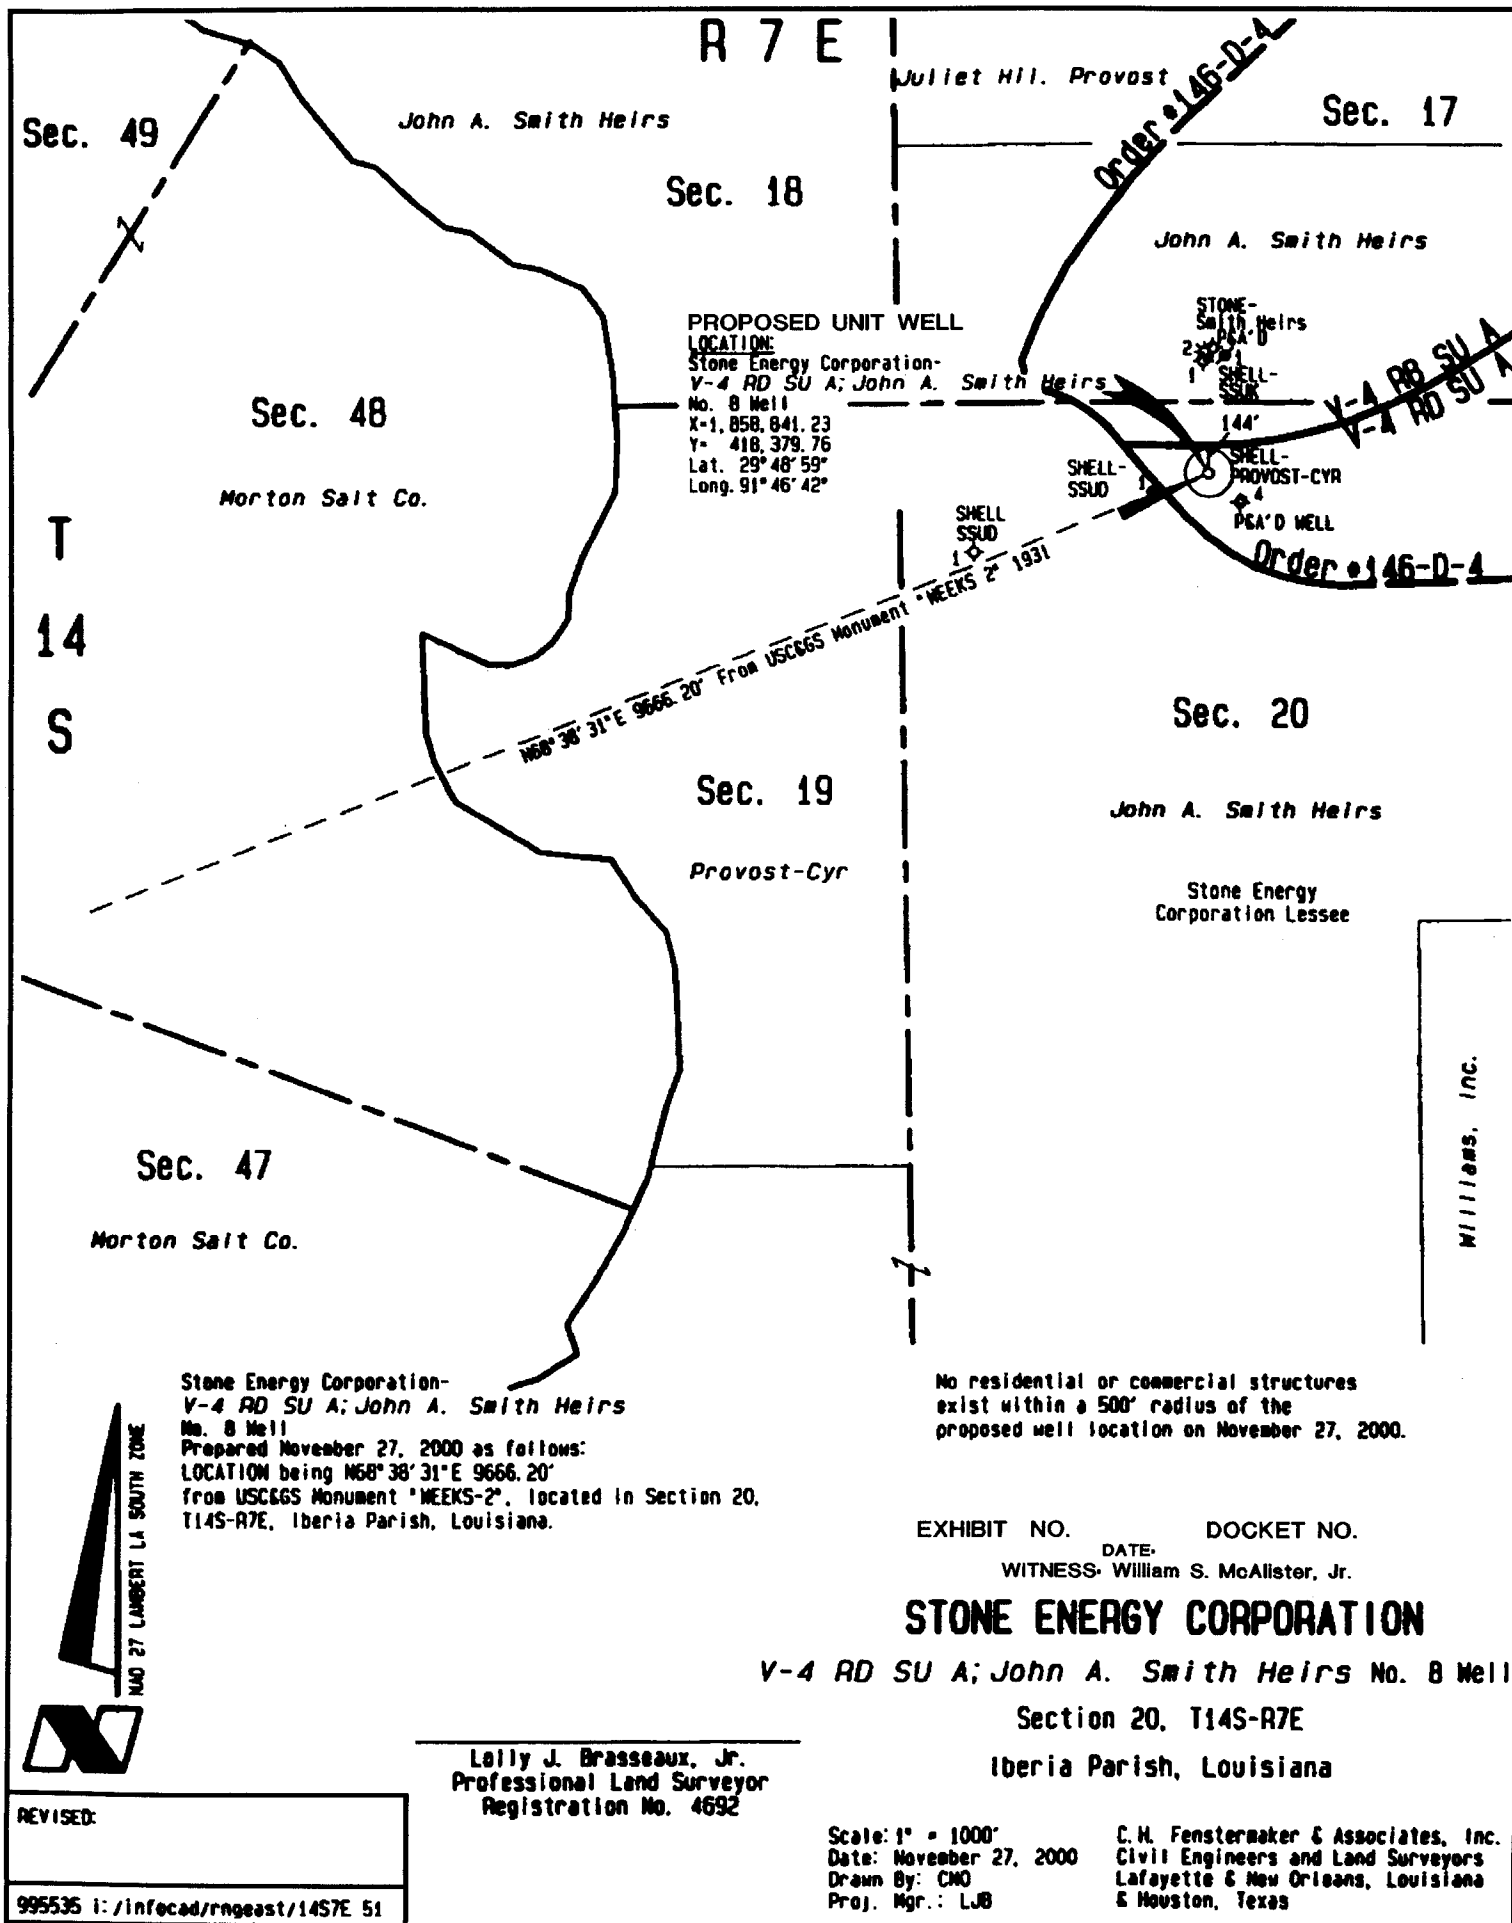 R 7 E
Juliet Hil. Provost
Order #146-D-4
Sec. 17
Sec. 49
John A. Smith Heirs
Sec. 18
John A. Smith Heirs
STONE-
Smith Heirs
P&A'D
2
1
1
SHELL-
SSUK
PROPOSED UNIT WELL
LOCATION:
Stone Energy Corporation-
V-4 RD SU A; John A. Smith Heirs
No. 8 Well
X=1,858,841.23
Y= 418,379.76
Lat. 29°48'59"
Long. 91°46'42"
V-4 RB SU A
V-4 RD SU A
144'
Sec. 48
Morton Salt Co.
SHELL-
SSUD
1
SHELL-
PROVOST-CYR
4
P&A'D WELL
SHELL
SSUD
1
Order #146-D-4
T
14
S
N68°38'31"E 9666.20' From USC&GS Monument "WEEKS 2" 1931
Sec. 20
Sec. 19
John A. Smith Heirs
Provost-Cyr
Stone Energy
Corporation Lessee
Williams, Inc.
Sec. 47
Morton Salt Co.
Stone Energy Corporation-
V-4 RD SU A; John A. Smith Heirs
No. 8 Well
Prepared November 27, 2000 as follows:
LOCATION being N68°38'31"E 9666.20'
from USC&GS Monument "WEEKS-2", located in Section 20,
T14S-R7E, Iberia Parish, Louisiana.
No residential or commercial structures
exist within a 500' radius of the
proposed well location on November 27, 2000.
NAD 27 LAMBERT LA SOUTH ZONE
EXHIBIT NO. DOCKET NO.
DATE:
WITNESS: William S. McAlister, Jr.
STONE ENERGY CORPORATION
V-4 RD SU A; John A. Smith Heirs No. 8 Well
Section 20, T14S-R7E
Iberia Parish, Louisiana
Lolly J. Brasseaux, Jr.
Professional Land Surveyor
Registration No. 4692
REVISED:
995535 i:/infocad/rngeast/14S7E 51
Scale: 1" = 1000'
Date: November 27, 2000
Drawn By: CMO
Proj. Mgr.: LJB
C. H. Fenstermaker & Associates, Inc.
Civil Engineers and Land Surveyors
Lafayette & New Orleans, Louisiana
& Houston, Texas